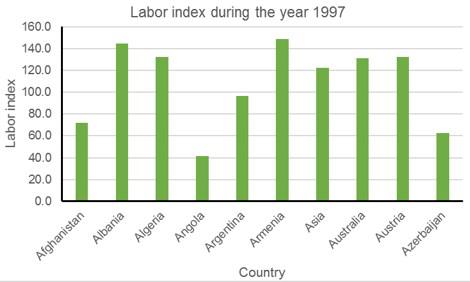 Labor index during the year 1997
160.0
140.0
120.0
100.0
80.0
60.0
40.0
20.0
0.0
Labor index
Afghanistan
Albania
Algeria
Angola
Argentina
Armenia
Asia
Australia
Austria
Azerbaijan
Country